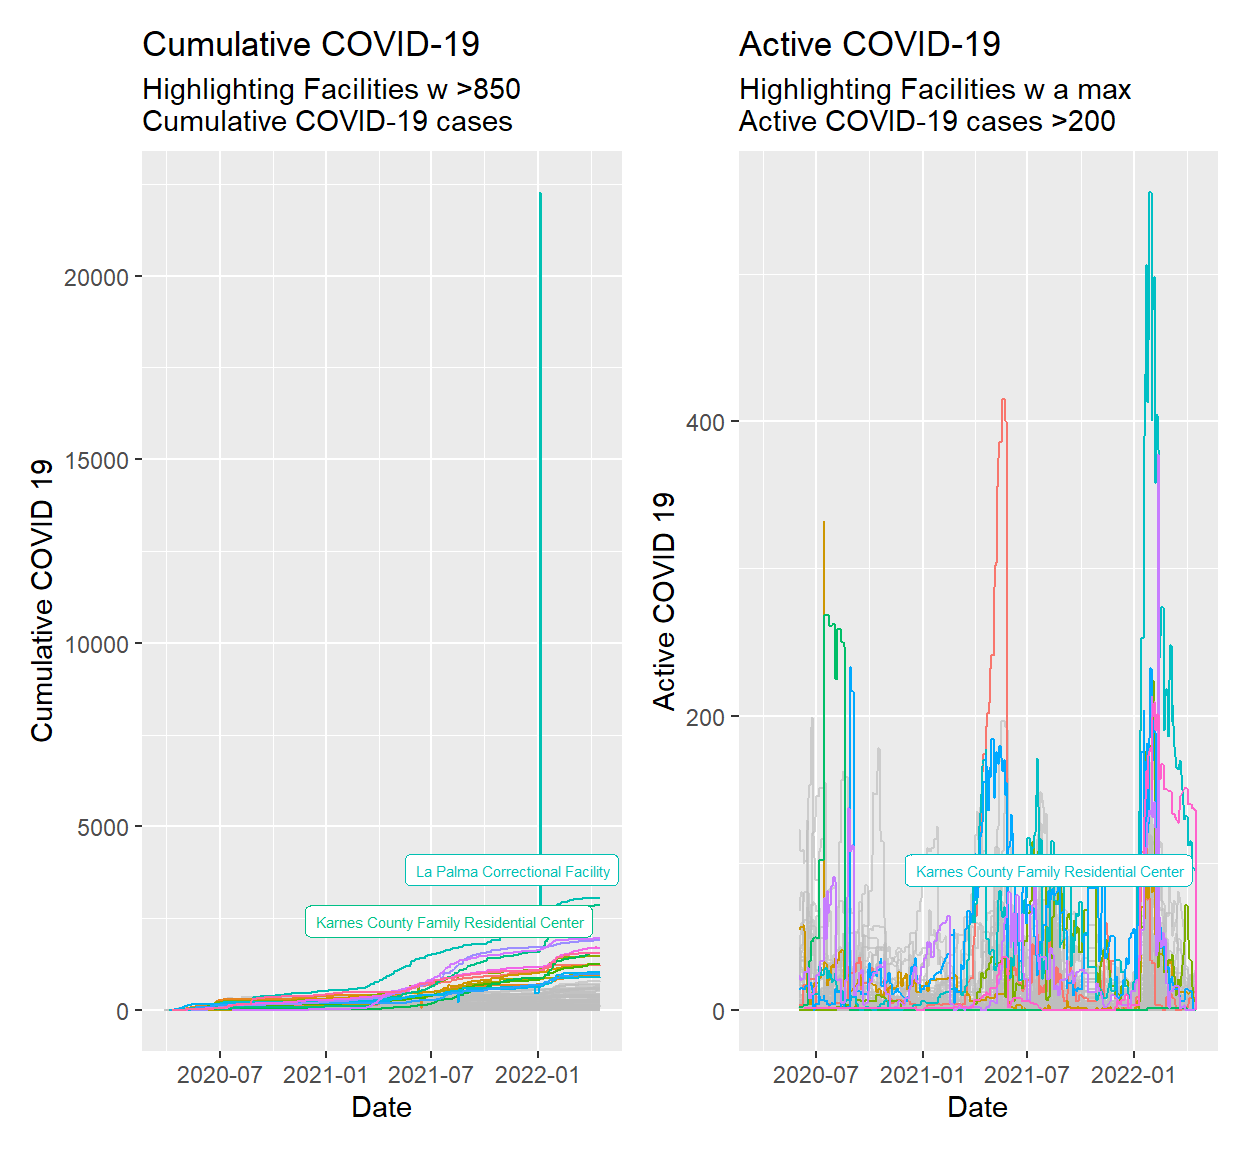 Cumulative COVID-19
Highlighting Facilities w >850
Cumulative COVID-19 cases
Cumulative COVID 19
20000
15000
10000
5000
0
La Palma Correctional Facility
Karnes County Family Residential Center
2020-07
2021-01
2021-07
2022-01
Date
Active COVID-19
Highlighting Facilities w a max
Active COVID-19 cases >200
Active COVID 19
400
200
0
Karnes County Family Residential Center
2020-07
2021-01
2021-07
2022-01
Date